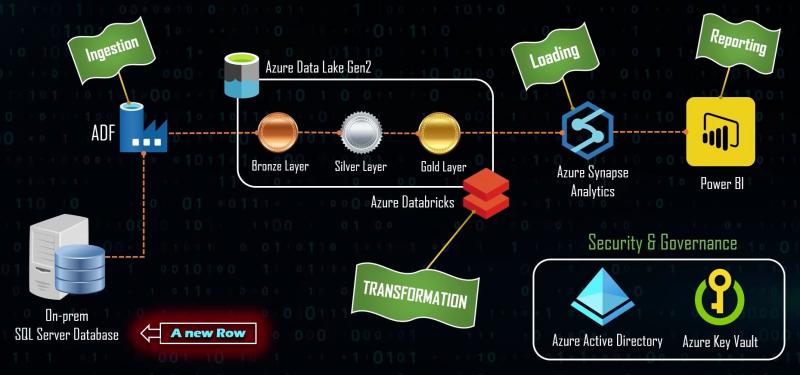 Ingestion
Loading
Reporting
Azure Data Lake Gen2
ADF
Bronze Layer
Silver Layer
Gold Layer
Azure Synapse
Analytics
Power BI
Azure Databricks
TRANSFORMATION
Security & Governance
On-prem
SQL Server Database
A new Row
Azure Active Directory
Azure Key Vault